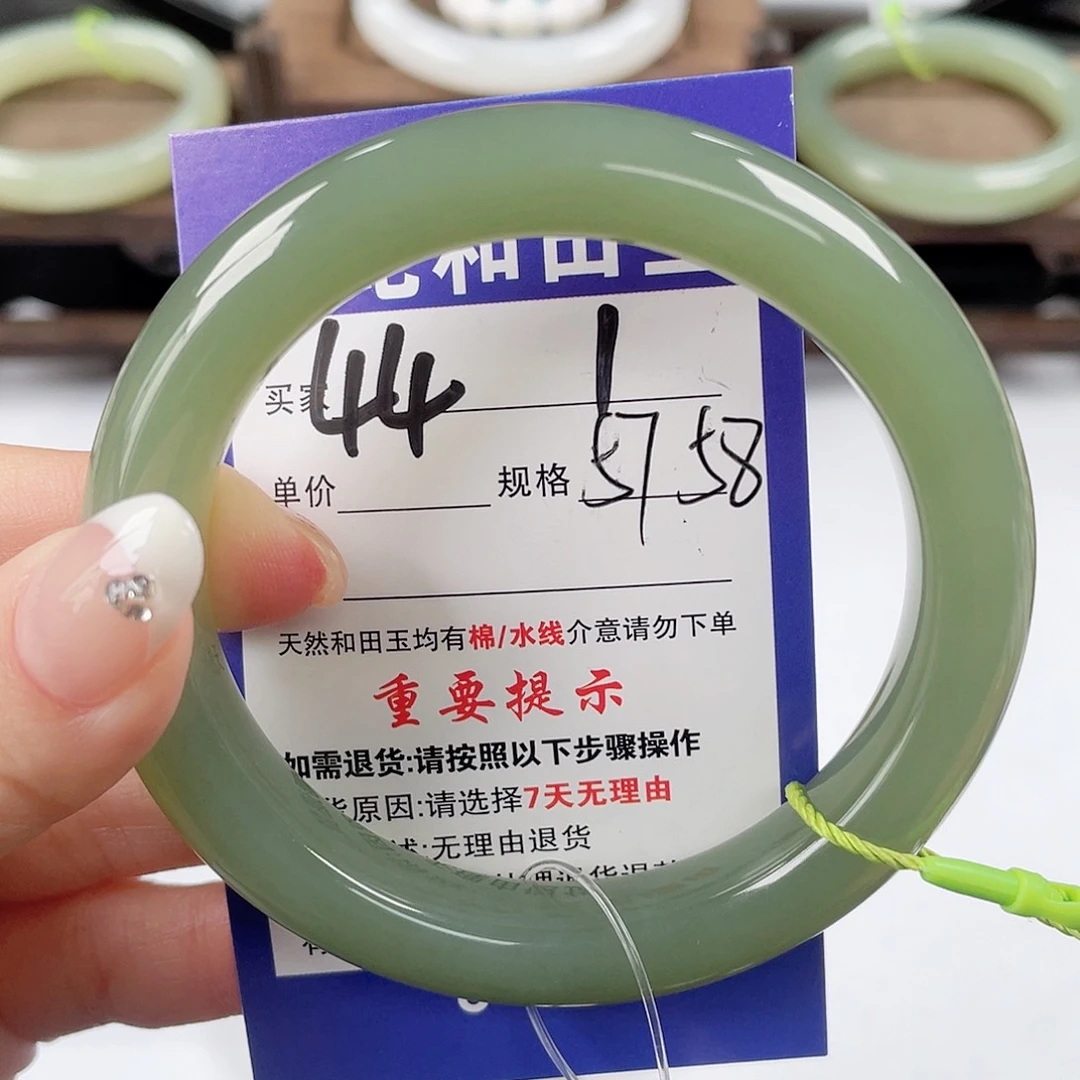 和田玉
44 1
买家
单价 规格 57 58
天然和田玉均有棉/水线介意请勿下单
重要提示
如需退货:请按照以下步骤操作
原因:请选择7天无理由
述:无理由退货